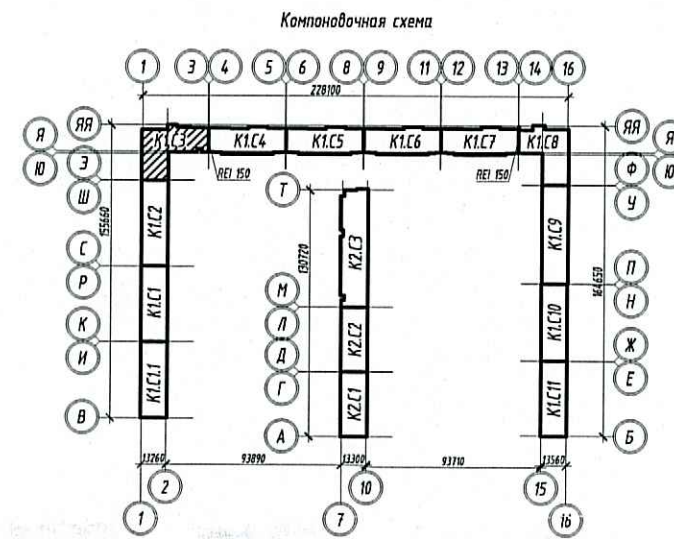 Компоновочная схема
1 3 4 5 6 8 9 11 12 13 14 16
228100
ЯЯ ЯЯ
Я Я
Ю Ю
К1.С3 К1.С4 К1.С5 К1.С6 К1.С7 К1.С8
REI 150 REI 150
Э Ф
Ш Т У
155660 130720 164650
К1.С2 К2.С3 К1.С9
С П
Р М Н
К1.С1 К2.С2 К1.С10
К Л Ж
И Д Е
К1.С1.1 Г К2.С1 К1.С11
В А Б
13260 93890 13300 93710 13560
2 10 15
1 7 16